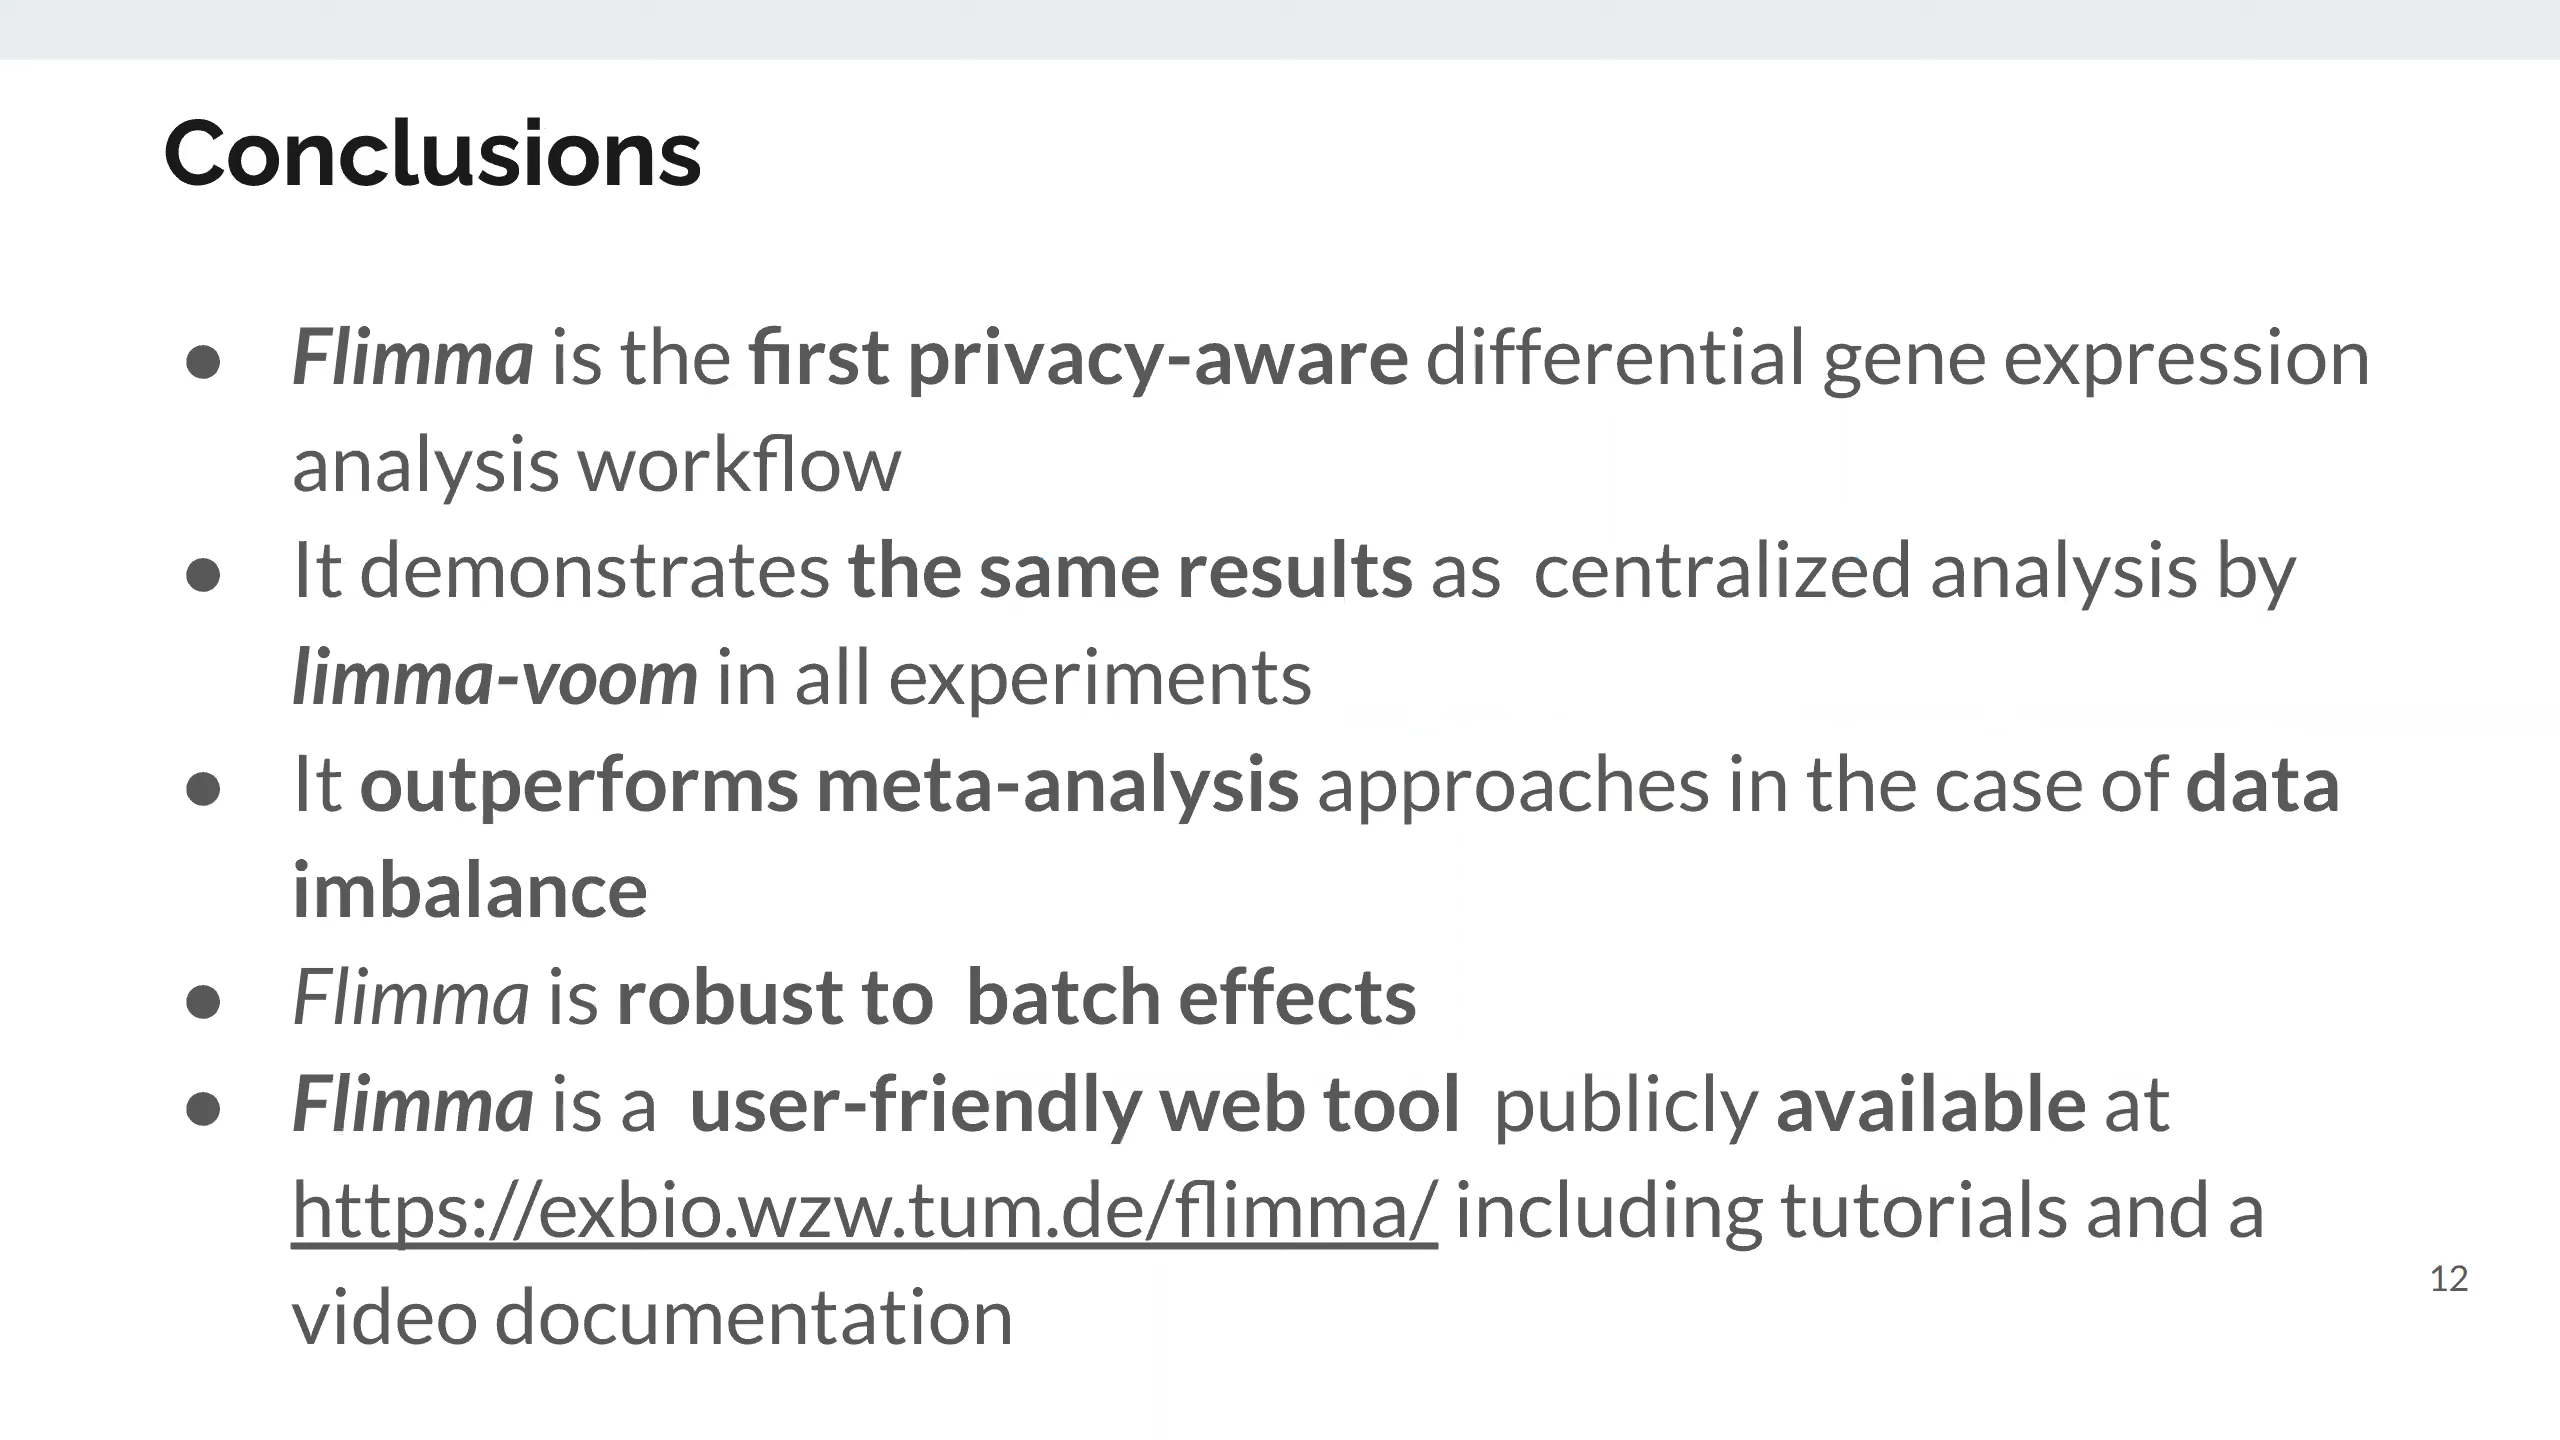 Conclusions
● Flimma is the first privacy-aware differential gene expression
analysis workflow
● It demonstrates the same results as centralized analysis by
limma-voom in all experiments
● It outperforms meta-analysis approaches in the case of data
imbalance
● Flimma is robust to batch effects
● Flimma is a user-friendly web tool publicly available at
https://exbio.wzw.tum.de/flimma/ including tutorials and a
video documentation
12